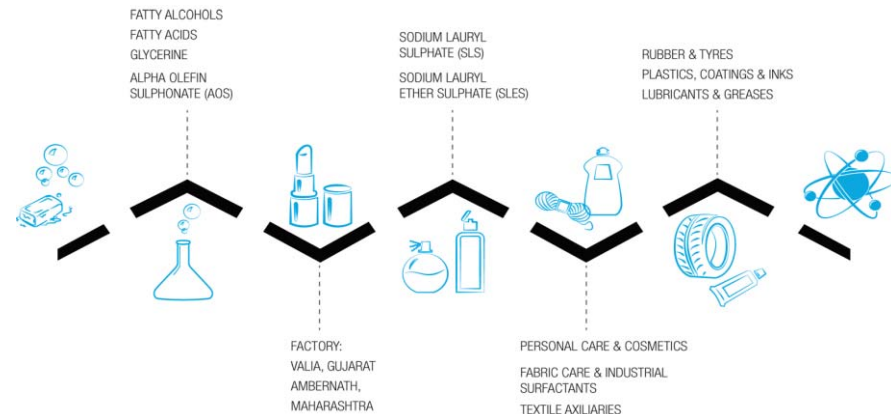 FATTY ALCOHOLS
FATTY ACIDS
GLYCERINE
ALPHA OLEFIN
SULPHONATE (AOS)
SODIUM LAURYL
SULPHATE (SLS)
SODIUM LAURYL
ETHER SULPHATE (SLES)
RUBBER & TYRES
PLASTICS, COATINGS & INKS
LUBRICANTS & GREASES
FACTORY:
VALIA, GUJARAT
AMBERNATH,
MAHARASHTRA
PERSONAL CARE & COSMETICS
FABRIC CARE & INDUSTRIAL
SURFACTANTS
TEXTILE AXILIARIES